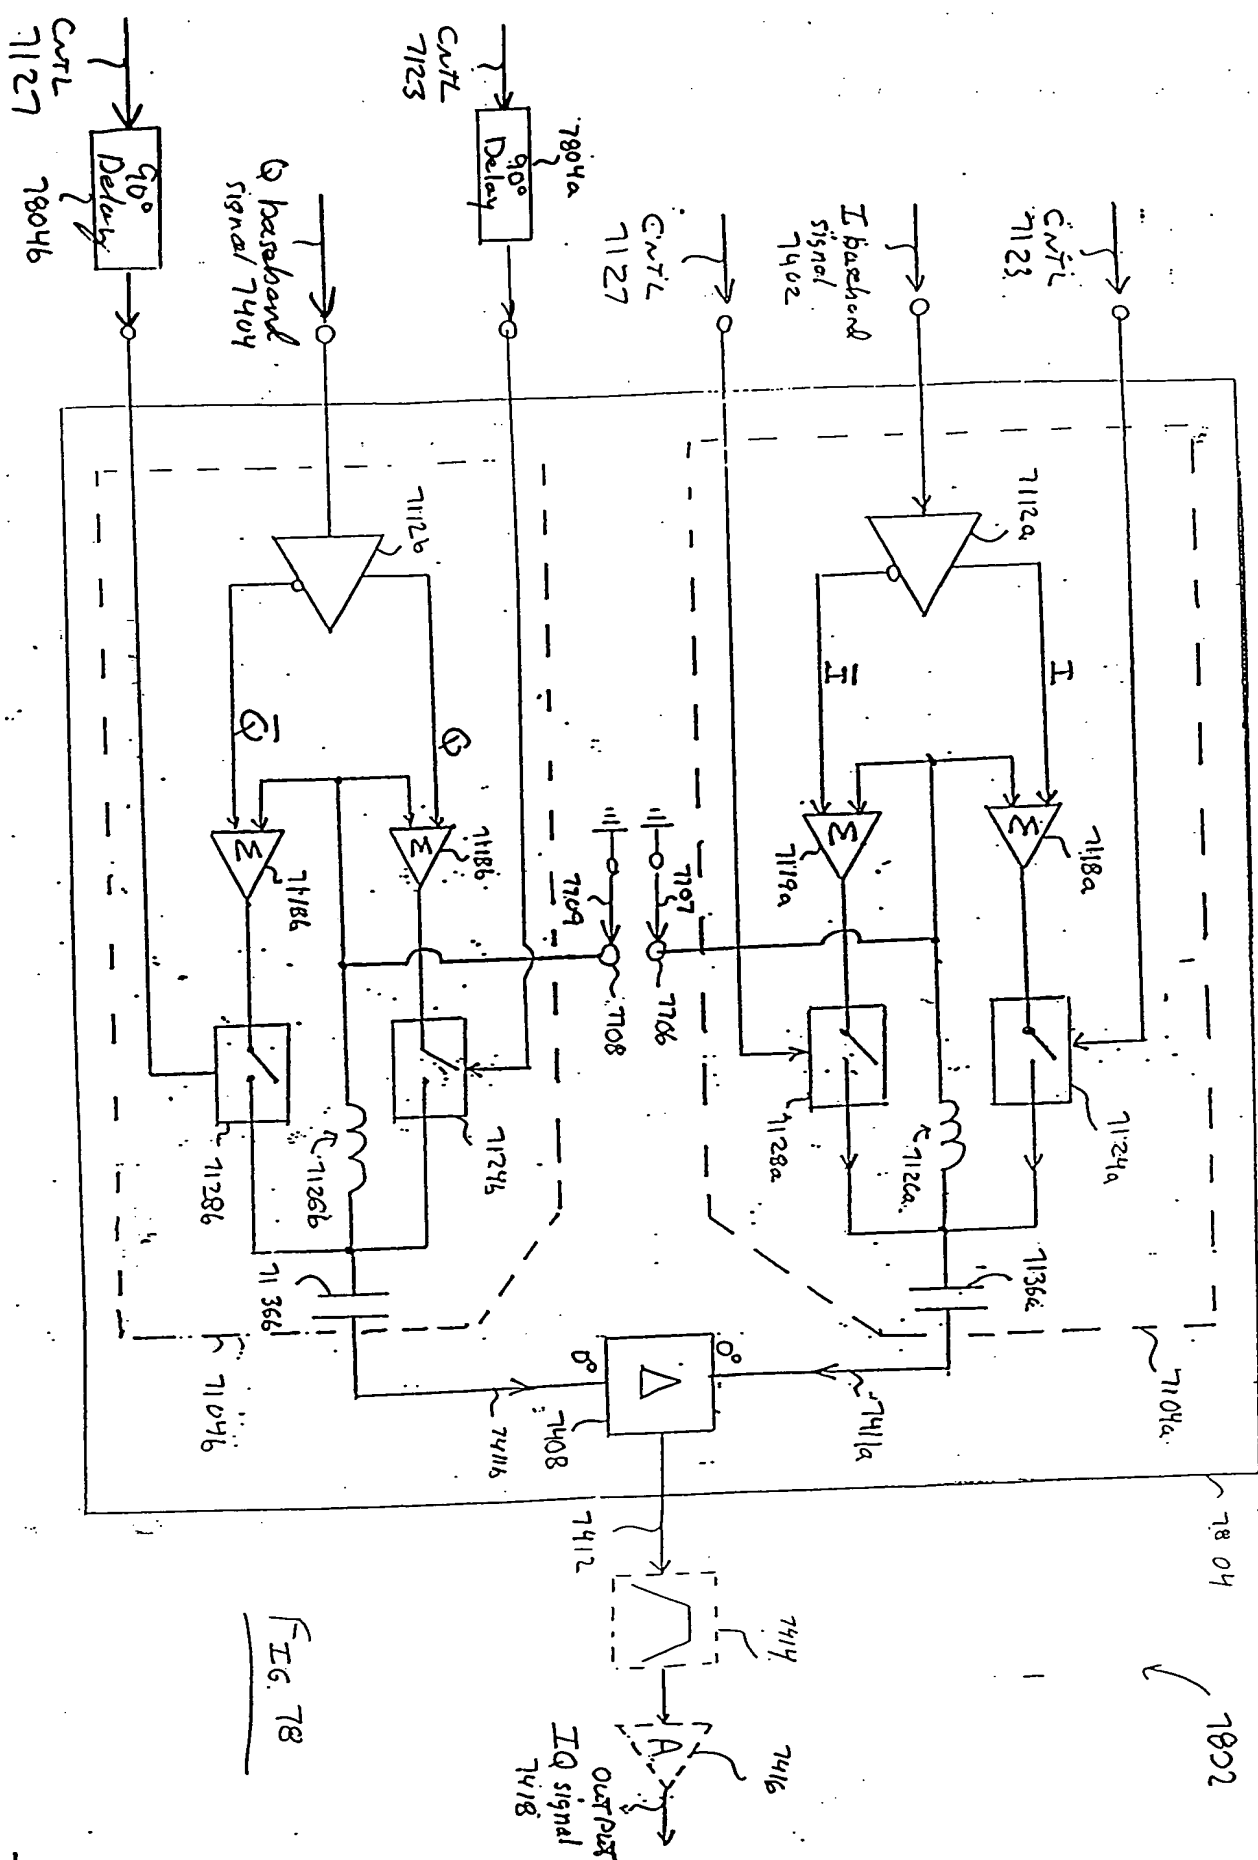 CNTL
7123
I baseband
signal
7402
CNTL
7127
7804a
90°
Delay
CNTL
7123
Q baseband
signal 7404
90°
Delay
7804b
CNTL
7127
7112a
I
I̅
Σ
7118a
Σ
7119a
7124a
7126a
7128a
7136a
7104a
7707
7706
7709
7708
7112b
Q
Q̅
Σ
7118b
Σ
7118b
7124b
7126b
7128b
7136b
7104b
0°
0°
7411a
7411b
7408
7412
7804
7414
A
7416
OUTPUT
IQ signal
7418
7802
FIG. 78